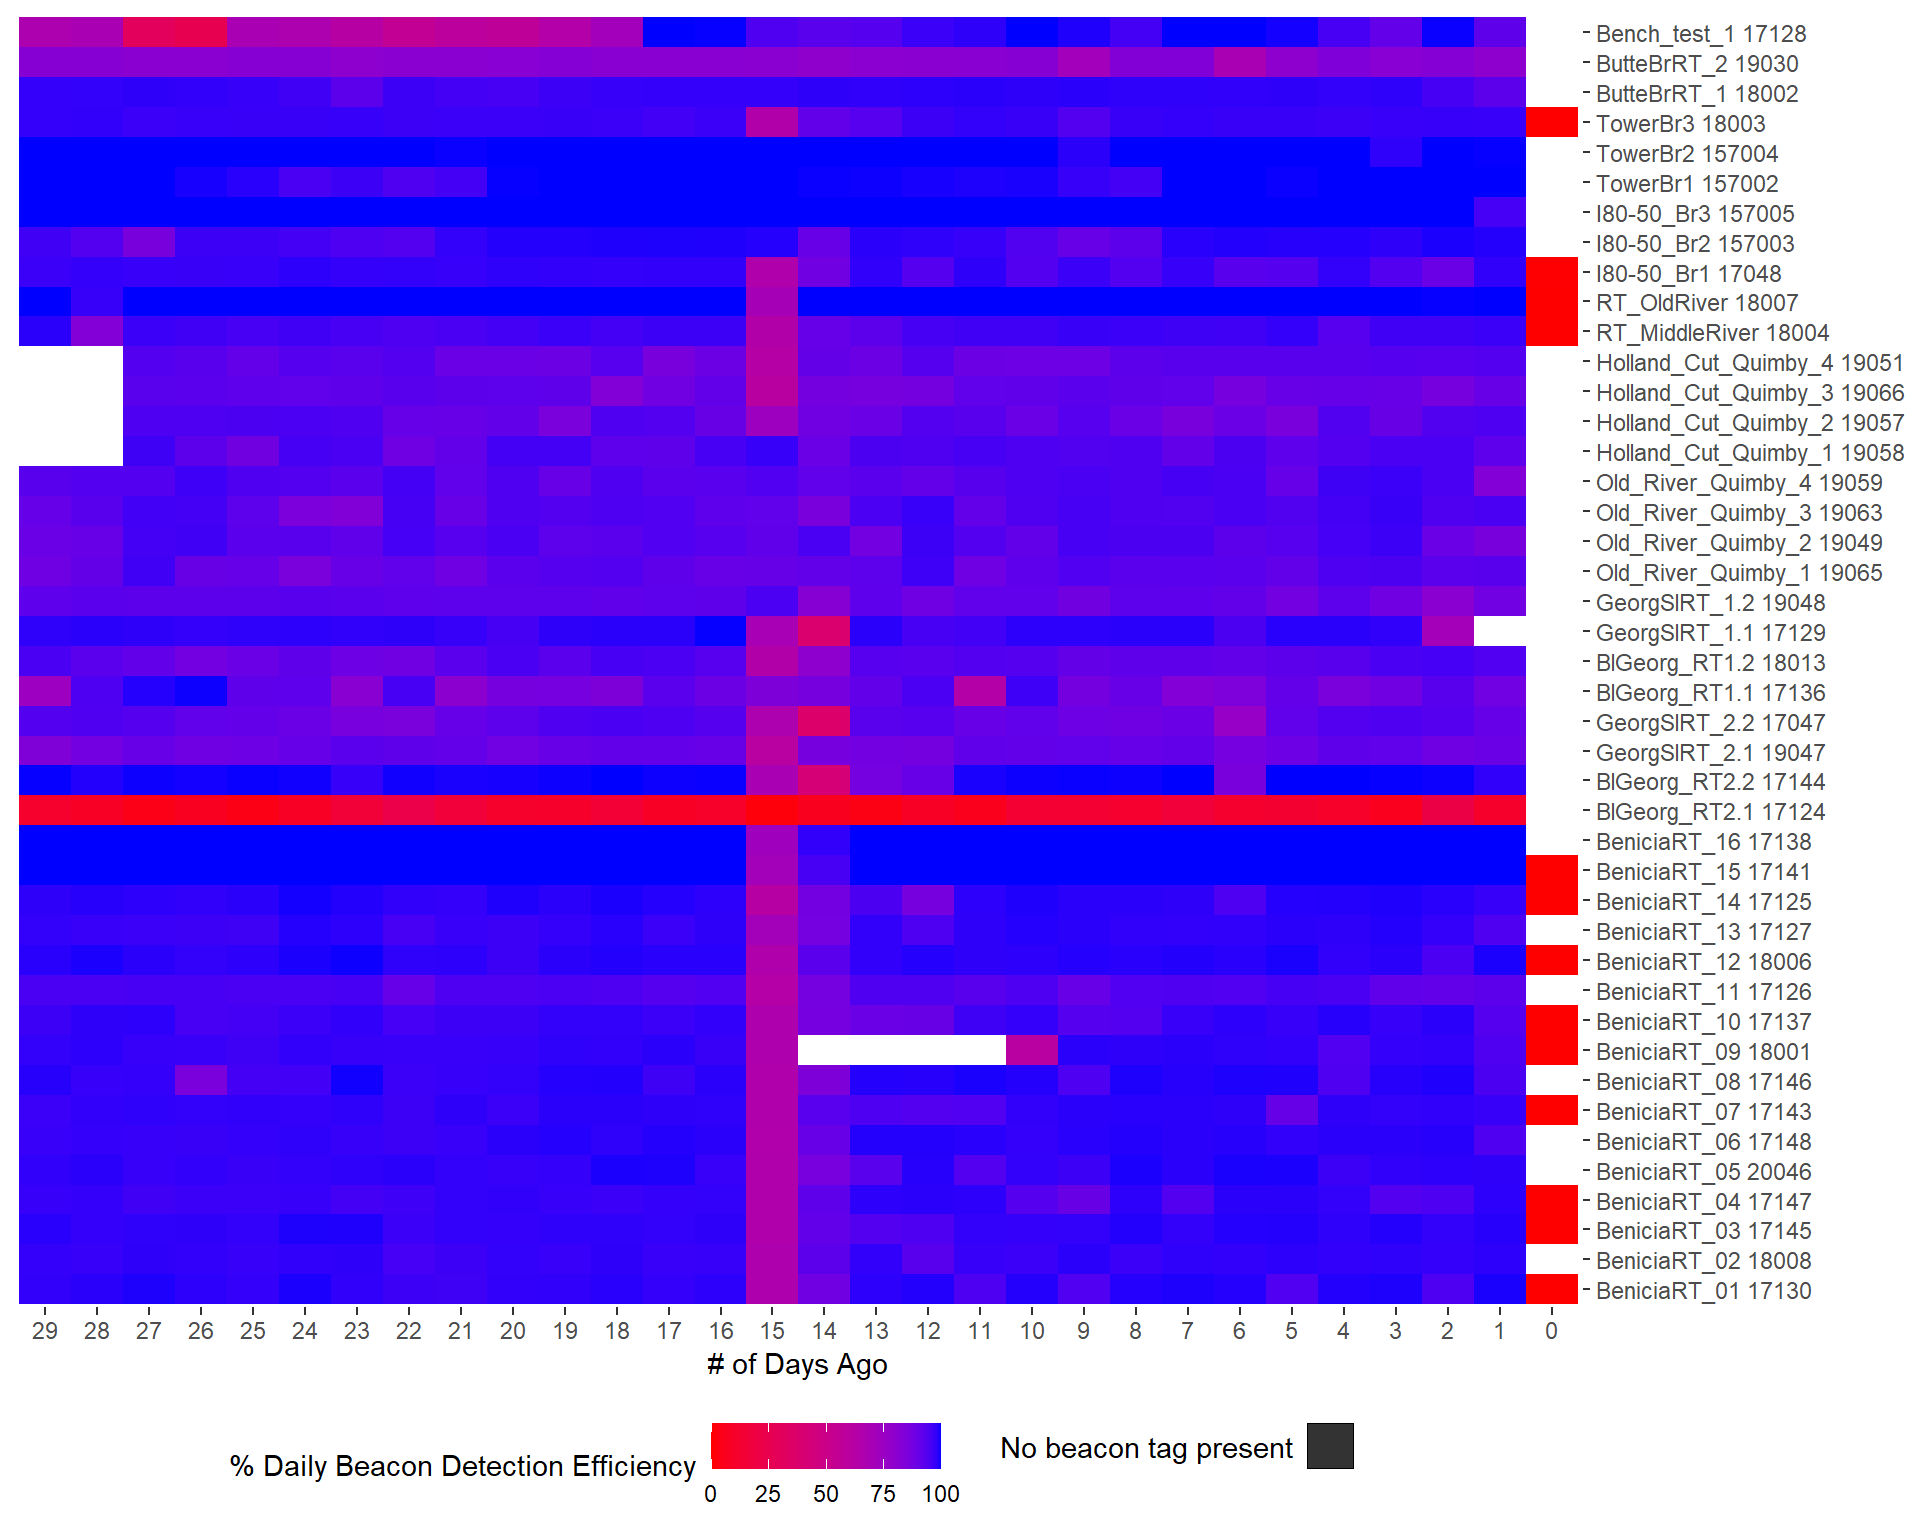 Bench_test_1 17128
ButteBrRT_2 19030
ButteBrRT_1 18002
TowerBr3 18003
TowerBr2 157004
TowerBr1 157002
I80-50_Br3 157005
I80-50_Br2 157003
I80-50_Br1 17048
RT_OldRiver 18007
RT_MiddleRiver 18004
Holland_Cut_Quimby_4 19051
Holland_Cut_Quimby_3 19066
Holland_Cut_Quimby_2 19057
Holland_Cut_Quimby_1 19058
Old_River_Quimby_4 19059
Old_River_Quimby_3 19063
Old_River_Quimby_2 19049
Old_River_Quimby_1 19065
GeorgSlRT_1.2 19048
GeorgSlRT_1.1 17129
BlGeorg_RT1.2 18013
BlGeorg_RT1.1 17136
GeorgSlRT_2.2 17047
GeorgSlRT_2.1 19047
BlGeorg_RT2.2 17144
BlGeorg_RT2.1 17124
BeniciaRT_16 17138
BeniciaRT_15 17141
BeniciaRT_14 17125
BeniciaRT_13 17127
BeniciaRT_12 18006
BeniciaRT_11 17126
BeniciaRT_10 17137
BeniciaRT_09 18001
BeniciaRT_08 17146
BeniciaRT_07 17143
BeniciaRT_06 17148
BeniciaRT_05 20046
BeniciaRT_04 17147
BeniciaRT_03 17145
BeniciaRT_02 18008
BeniciaRT_01 17130
29 28 27 26 25 24 23 22 21 20 19 18 17 16 15 14 13 12 11 10 9 8 7 6 5 4 3 2 1 0
# of Days Ago
% Daily Beacon Detection Efficiency
0 25 50 75 100
No beacon tag present